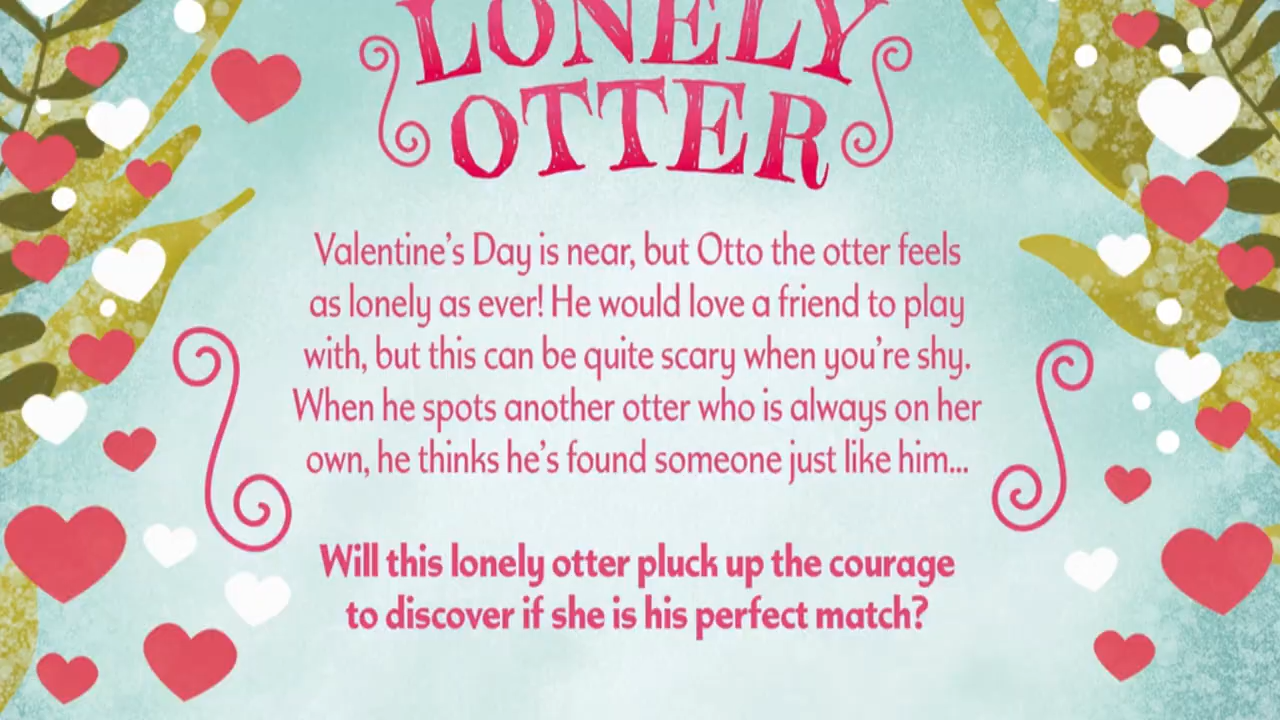 LONELY
OTTER
Valentine's Day is near, but Otto the otter feels
as lonely as ever! He would love a friend to play
with, but this can be quite scary when you're shy.
When he spots another otter who is always on her
own, he thinks he's found someone just like him...
Will this lonely otter pluck up the courage
to discover if she is his perfect match?